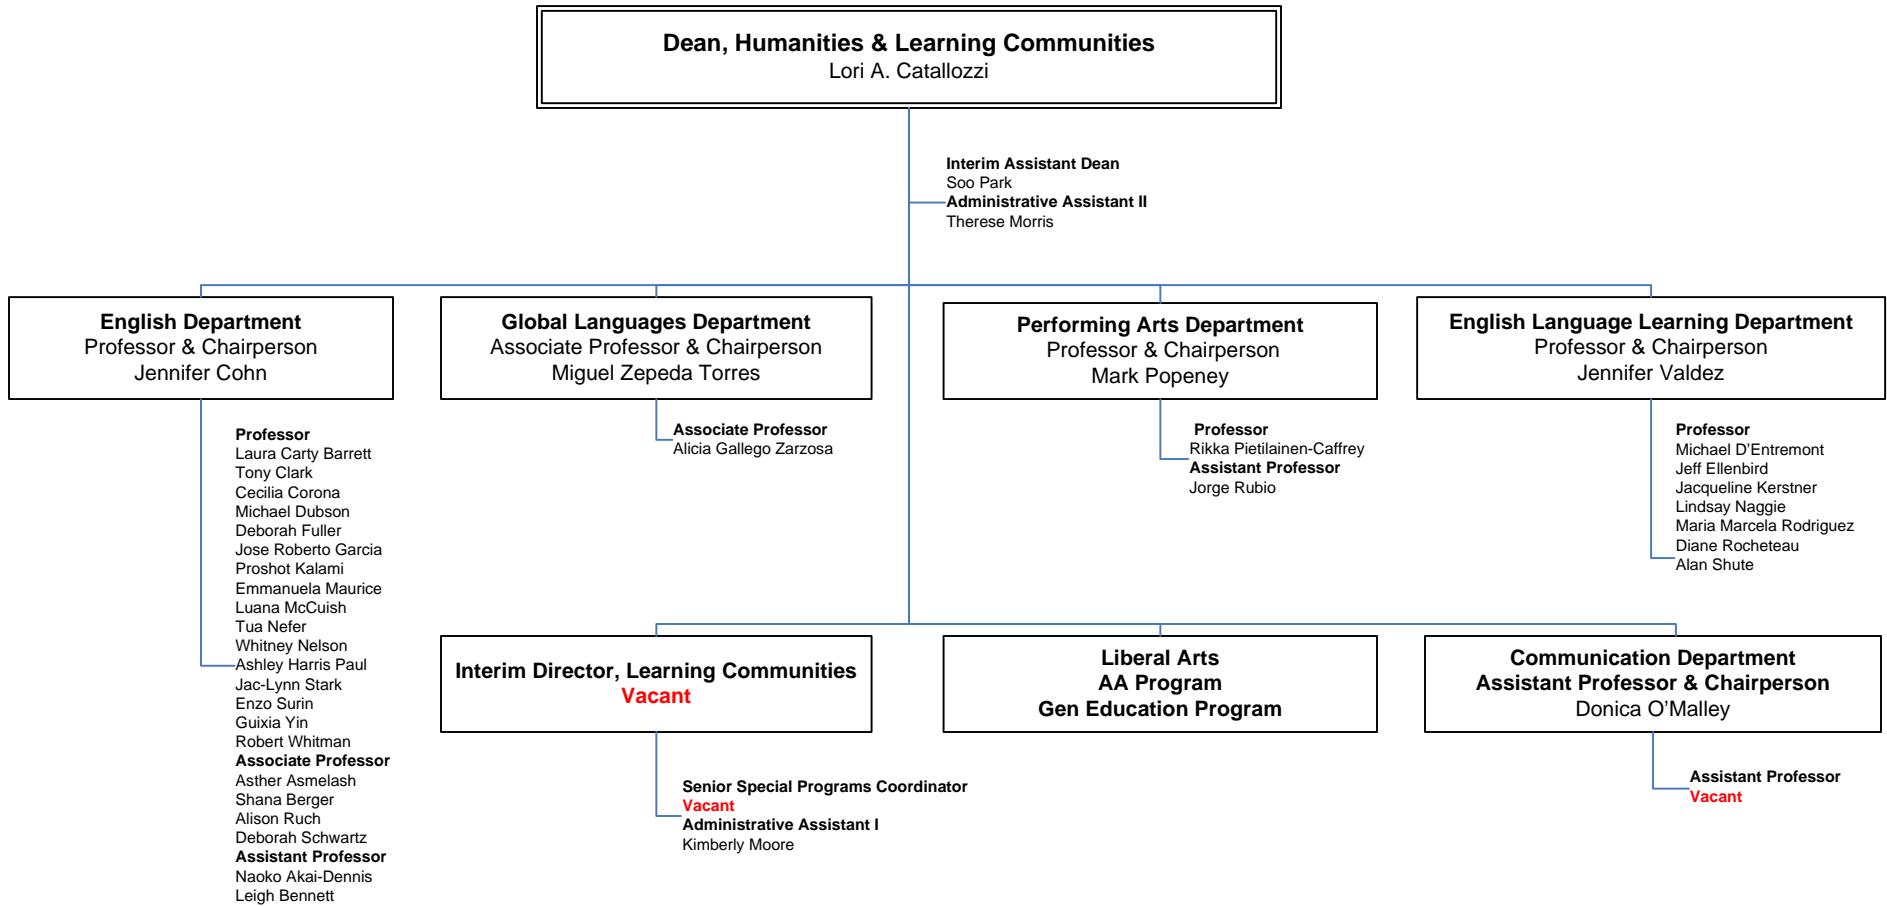 Dean, Humanities & Learning Communities
Lori A. Catallozzi
Interim Assistant Dean
Soo Park
Administrative Assistant II
Therese Morris
English Department
Professor & Chairperson
Jennifer Cohn
Global Languages Department
Associate Professor & Chairperson
Miguel Zepeda Torres
Performing Arts Department
Professor & Chairperson
Mark Popeney
English Language Learning Department
Professor & Chairperson
Jennifer Valdez
Professor
Laura Carty Barrett
Tony Clark
Cecilia Corona
Michael Dubson
Deborah Fuller
Jose Roberto Garcia
Proshot Kalami
Emmanuela Maurice
Luana McCuish
Tua Nefer
Whitney Nelson
Ashley Harris Paul
Jac-Lynn Stark
Enzo Surin
Guixia Yin
Robert Whitman
Associate Professor
Asther Asmelash
Shana Berger
Alison Ruch
Deborah Schwartz
Assistant Professor
Naoko Akai-Dennis
Leigh Bennett
Associate Professor
Alicia Gallego Zarzosa
Professor
Rikka Pietilainen-Caffrey
Assistant Professor
Jorge Rubio
Professor
Michael D’Entremont
Jeff Ellenbird
Jacqueline Kerstner
Lindsay Naggie
Maria Marcela Rodriguez
Diane Rocheteau
Alan Shute
Interim Director, Learning Communities
Vacant
Liberal Arts
AA Program
Gen Education Program
Communication Department
Assistant Professor & Chairperson
Donica O’Malley
Senior Special Programs Coordinator
Vacant
Administrative Assistant I
Kimberly Moore
Assistant Professor
Vacant